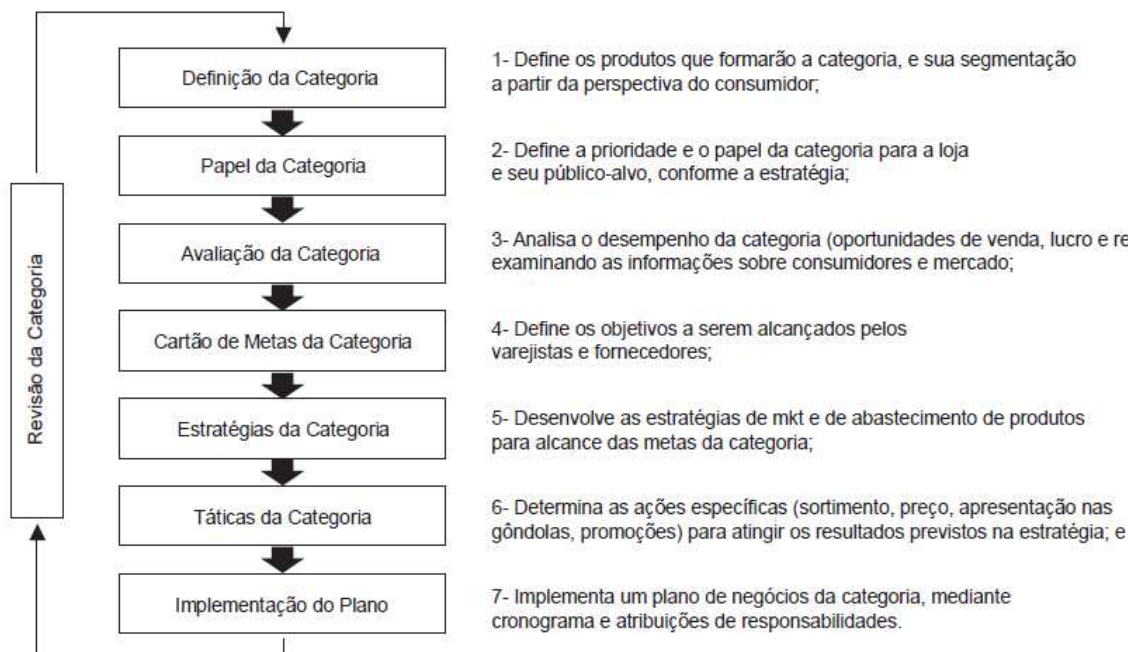 Definição da Categoria
1- Define os produtos que formarão a categoria, e sua segmentação
a partir da perspectiva do consumidor;
Papel da Categoria
2- Define a prioridade e o papel da categoria para a loja
e seu público-alvo, conforme a estratégia;
Avaliação da Categoria
3- Analisa o desempenho da categoria (oportunidades de venda, lucro e re
examinando as informações sobre consumidores e mercado;
Cartão de Metas da Categoria
4- Define os objetivos a serem alcançados pelos
varejistas e fornecedores;
Estratégias da Categoria
5- Desenvolve as estratégias de mkt e de abastecimento de produtos
para alcance das metas da categoria;
Táticas da Categoria
6- Determina as ações específicas (sortimento, preço, apresentação nas
gôndolas, promoções) para atingir os resultados previstos na estratégia; e
Implementação do Plano
7- Implementa um plano de negócios da categoria, mediante
cronograma e atribuições de responsabilidades.
Revisão da Categoria